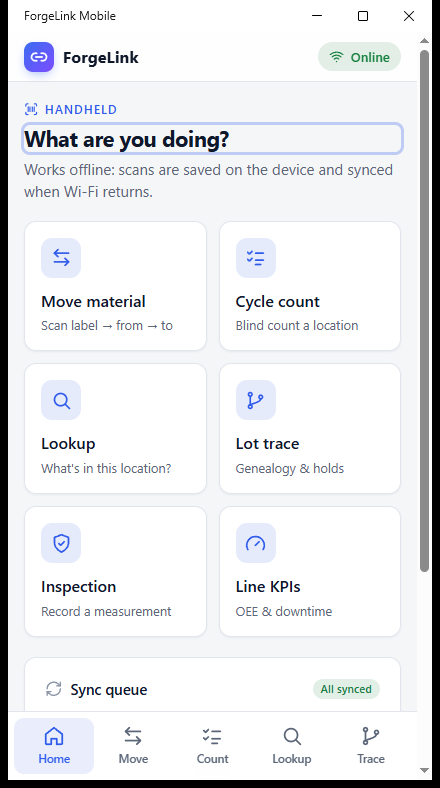 ForgeLink Mobile
ForgeLink
Online
HANDHELD
What are you doing?
Works offline: scans are saved on the device and synced
when Wi-Fi returns.
Move material
Scan label → from → to
Cycle count
Blind count a location
Lookup
What's in this location?
Lot trace
Genealogy & holds
Inspection
Record a measurement
Line KPIs
OEE & downtime
Sync queue
All synced
Home
Move
Count
Lookup
Trace